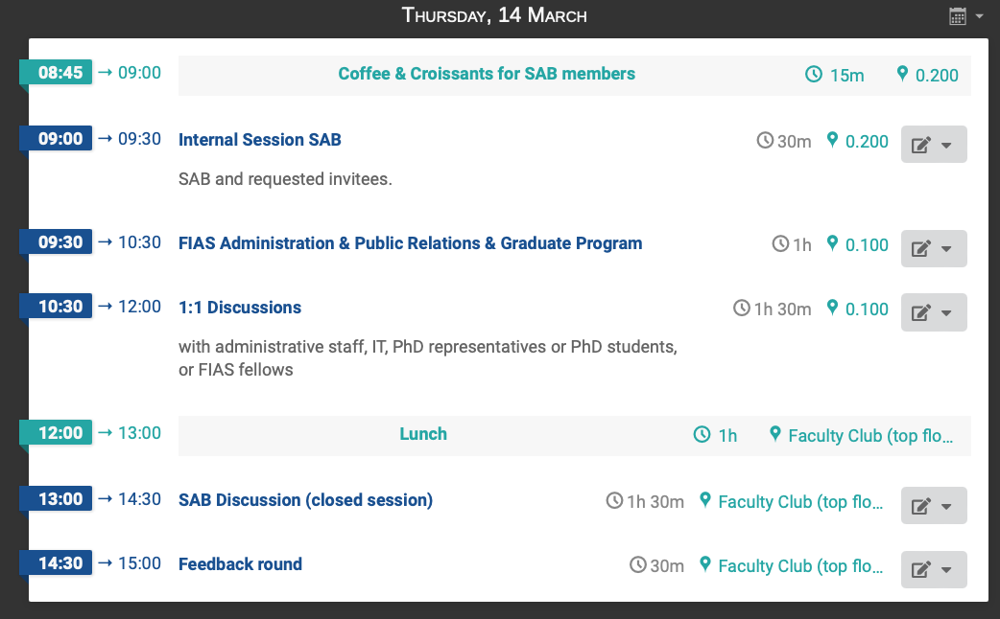 Thursday, 14 March
08:45 → 09:00 Coffee & Croissants for SAB members 15m 0.200
09:00 → 09:30 Internal Session SAB 30m 0.200
SAB and requested invitees.
09:30 → 10:30 FIAS Administration & Public Relations & Graduate Program 1h 0.100
10:30 → 12:00 1:1 Discussions 1h 30m 0.100
with administrative staff, IT, PhD representatives or PhD students,
or FIAS fellows
12:00 → 13:00 Lunch 1h Faculty Club (top flo...
13:00 → 14:30 SAB Discussion (closed session) 1h 30m Faculty Club (top flo...
14:30 → 15:00 Feedback round 30m Faculty Club (top flo...